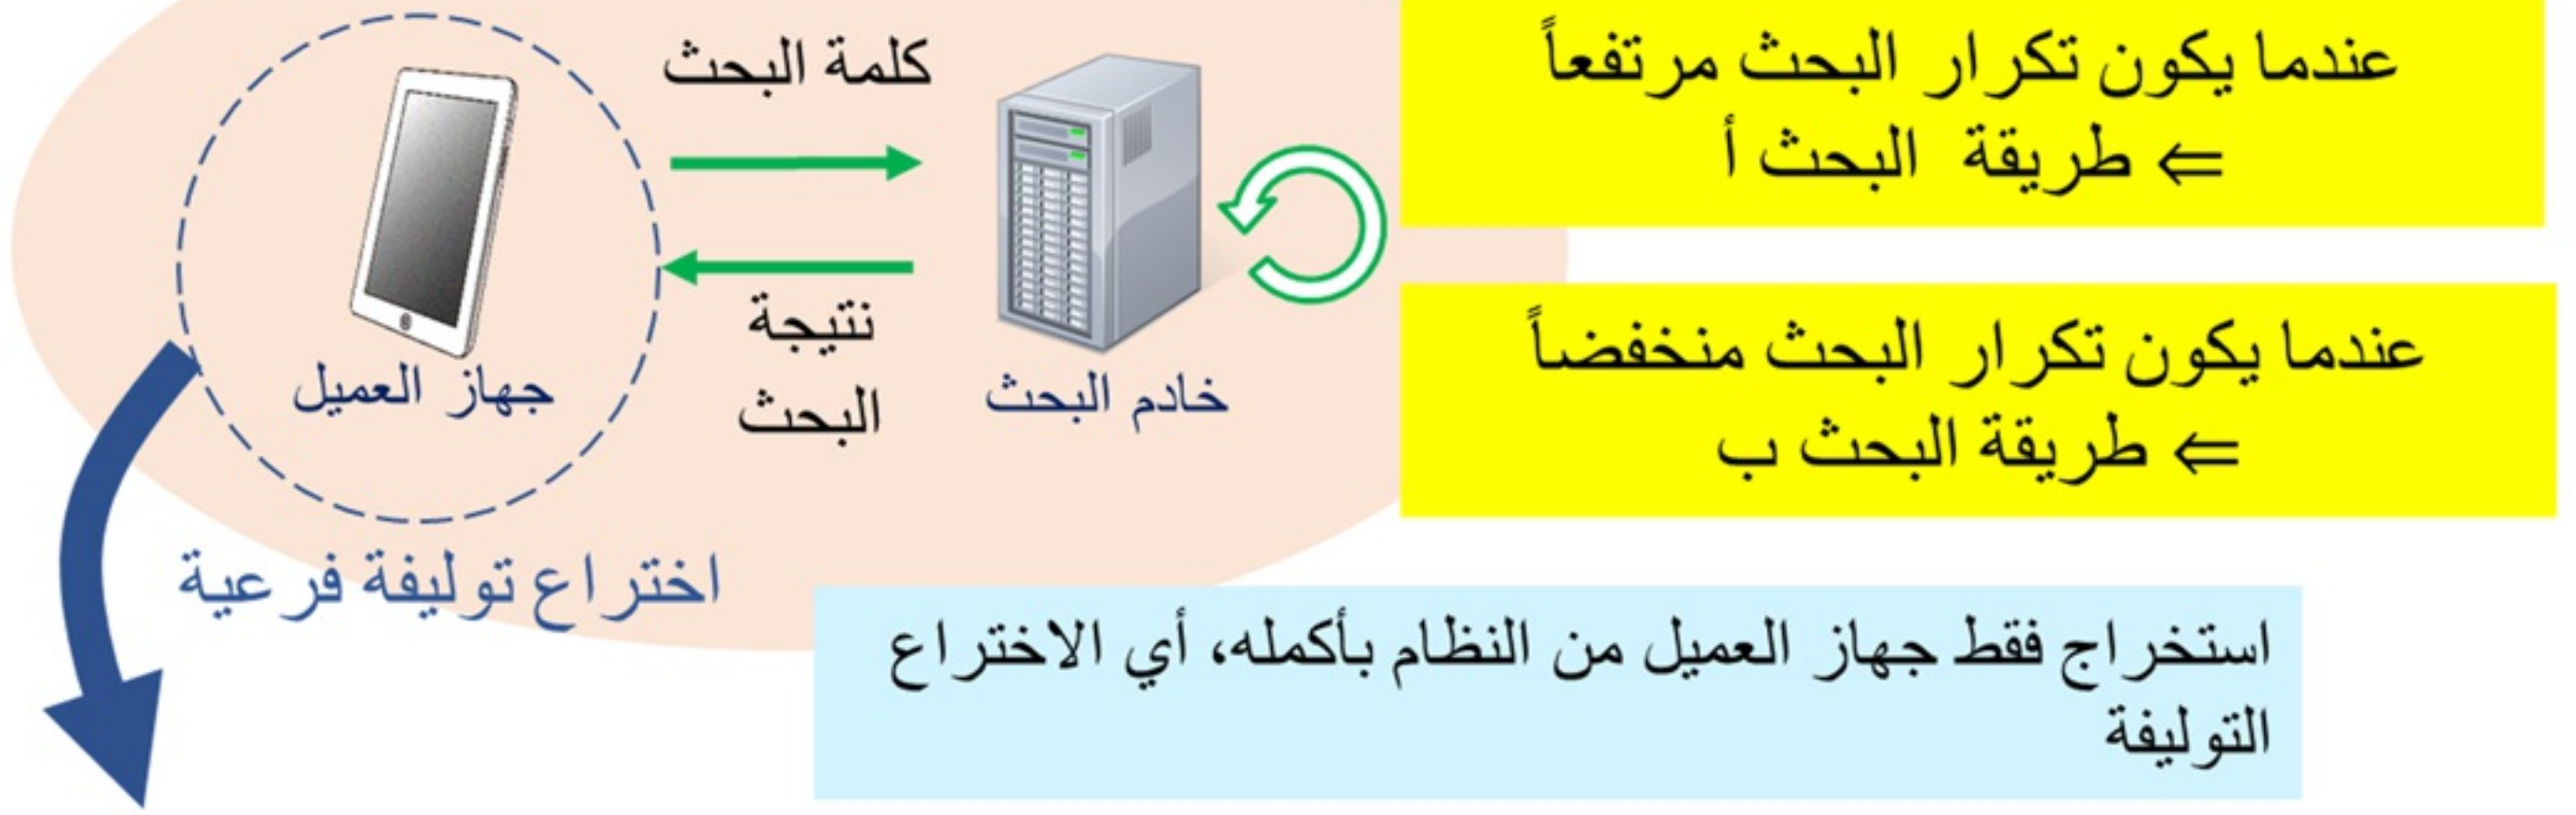 عندما يكون تكرار البحث مرتفعاً
⇐ طريقة البحث أ
عندما يكون تكرار البحث منخفضاً
⇐ طريقة البحث ب
كلمة البحث
نتيجة
البحث
خادم البحث
جهاز العميل
اختراع توليفة فرعية
استخراج فقط جهاز العميل من النظام بأكمله، أي الاختراع
التوليفة